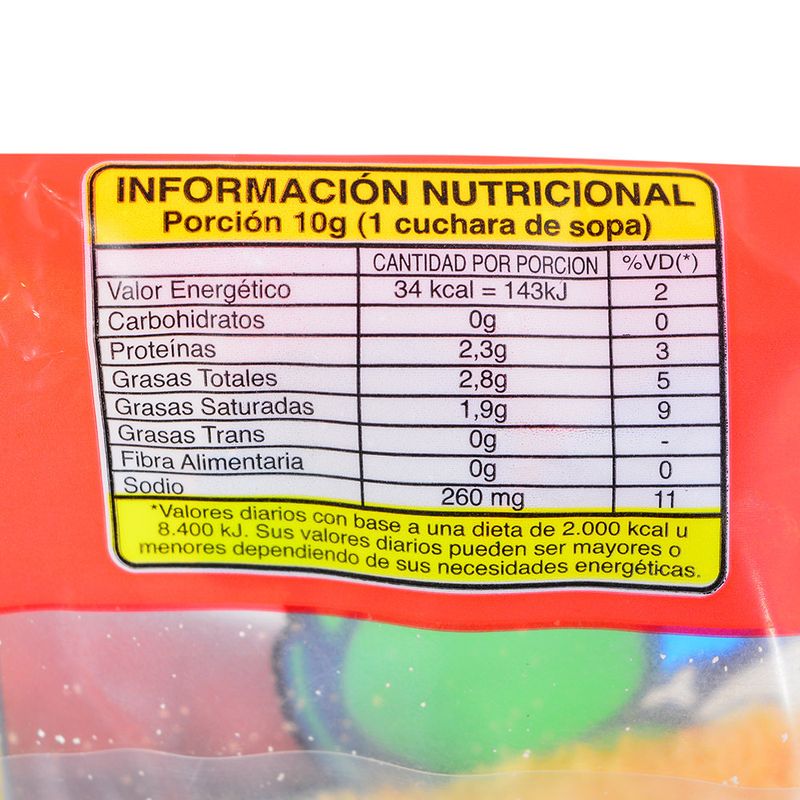 INFORMACIÓN NUTRICIONAL
Porción 10g (1 cuchara de sopa)
CANTIDAD POR PORCION %VD(*)
Valor Energético 34 kcal = 143kJ 2
Carbohidratos 0g 0
Proteínas 2,3g 3
Grasas Totales 2,8g 5
Grasas Saturadas 1,9g 9
Grasas Trans 0g -
Fibra Alimentaria 0g 0
Sodio 260 mg 11
*Valores diarios con base a una dieta de 2.000 kcal u
8.400 kJ. Sus valores diarios pueden ser mayores o
menores dependiendo de sus necesidades energéticas.